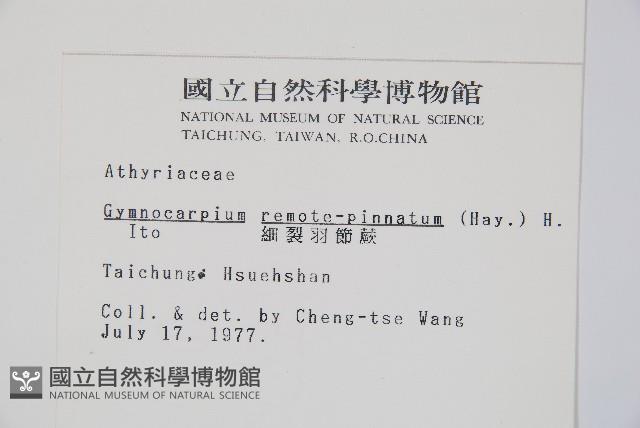 國立自然科學博物館
NATIONAL MUSEUM OF NATURAL SCIENCE
TAICHUNG, TAIWAN, R.O.CHINA
Athyriaceae
Gymnocarpium remote-pinnatum (Hay.) H.
Ito 細裂羽節蕨
Taichung: Hsuehshan
Coll. & det. by Cheng-tse Wang
July 17, 1977.
國立自然科學博物館
NATIONAL MUSEUM OF NATURAL SCIENCE